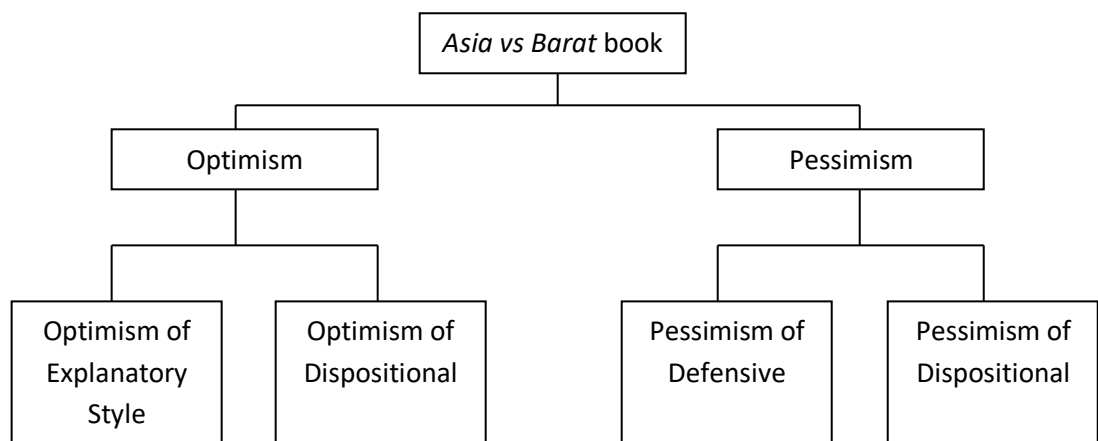 Asia vs Barat book
Optimism
Pessimism
Optimism of
Explanatory
Style
Optimism of
Dispositional
Pessimism of
Defensive
Pessimism of
Dispositional